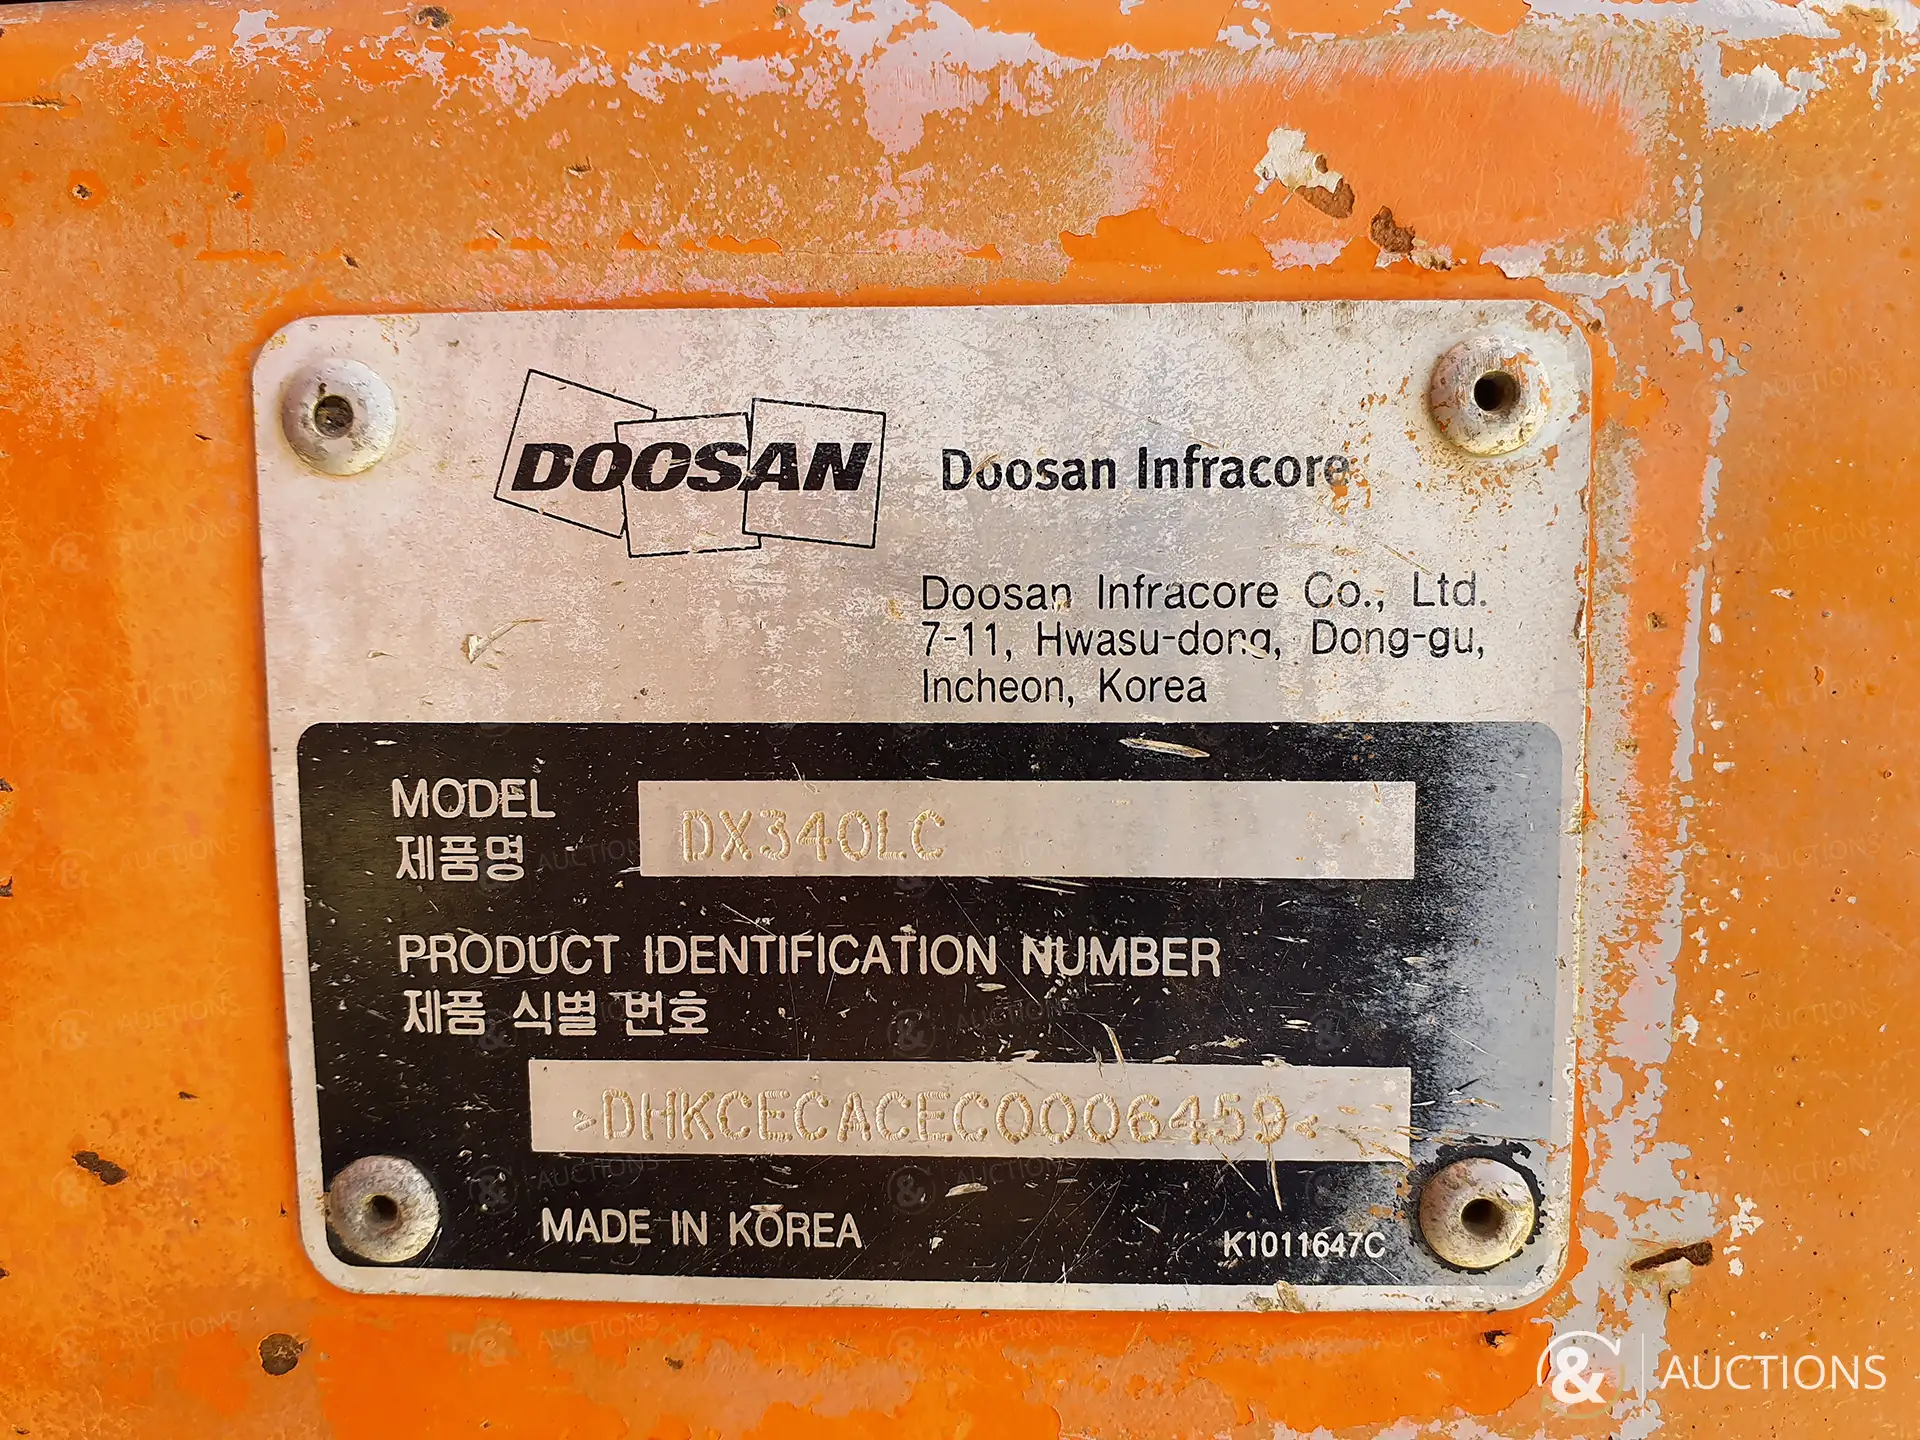 DOOSAN Doosan Infracore
Doosan Infracore Co., Ltd.
7-11, Hwasu-dong, Dong-gu,
Incheon, Korea
MODEL
제품명
DX340LC
PRODUCT IDENTIFICATION NUMBER
제품 식별 번호
>DHKCECACEC0006459<
MADE IN KOREA
K1011647C
& AUCTIONS